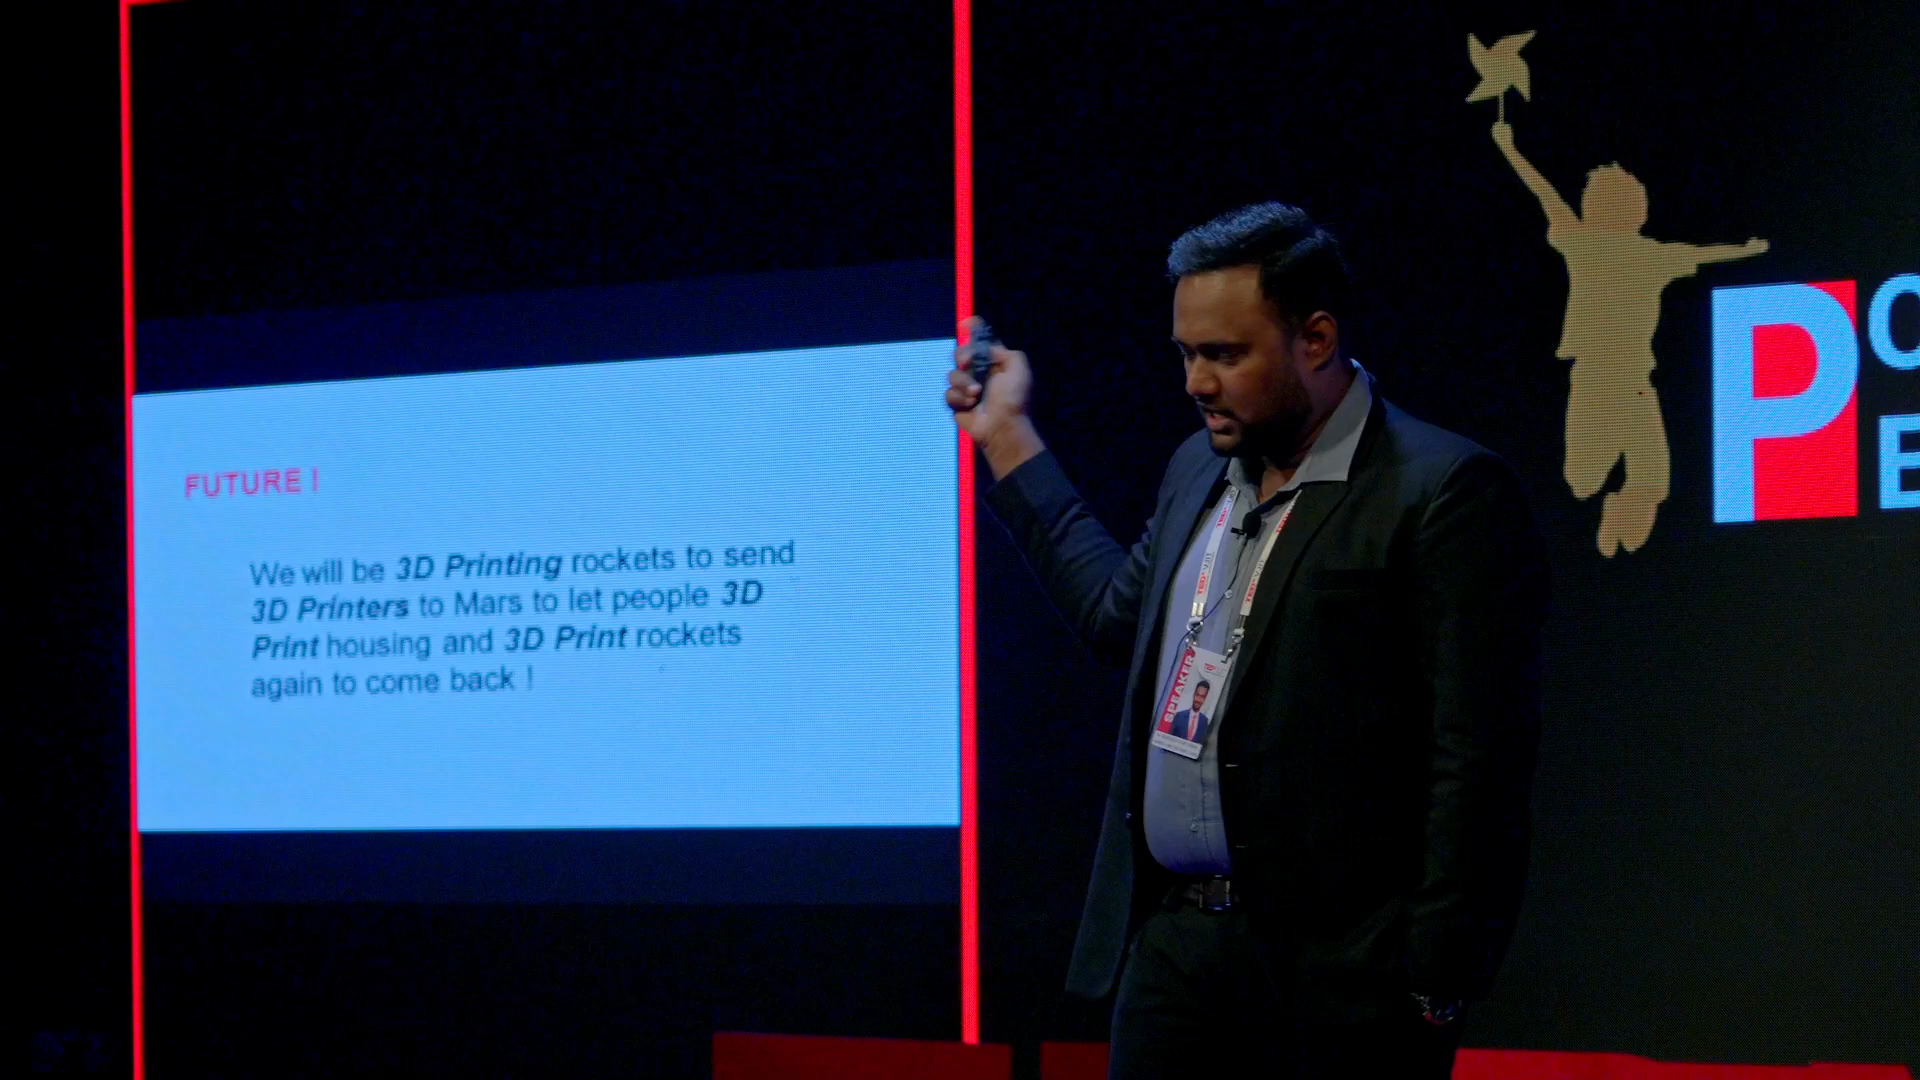 FUTURE !
We will be 3D Printing rockets to send
3D Printers to Mars to let people 3D
Print housing and 3D Print rockets
again to come back !
P
E
SPEAKER